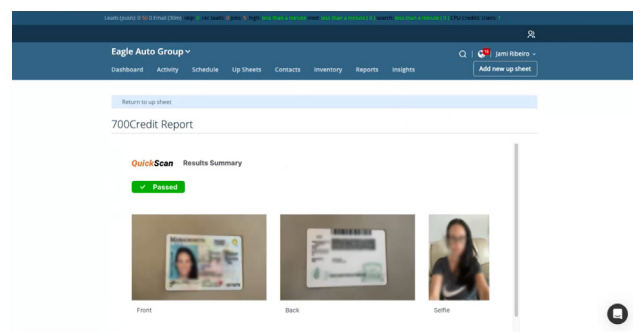 Eagle Auto Group
Jami Ribeiro
Dashboard Activity Schedule Up Sheets Contacts Inventory Reports Insights
Add new up sheet
Return to up sheet
700Credit Report
QuickScan Results Summary
Passed
Front Back Selfie